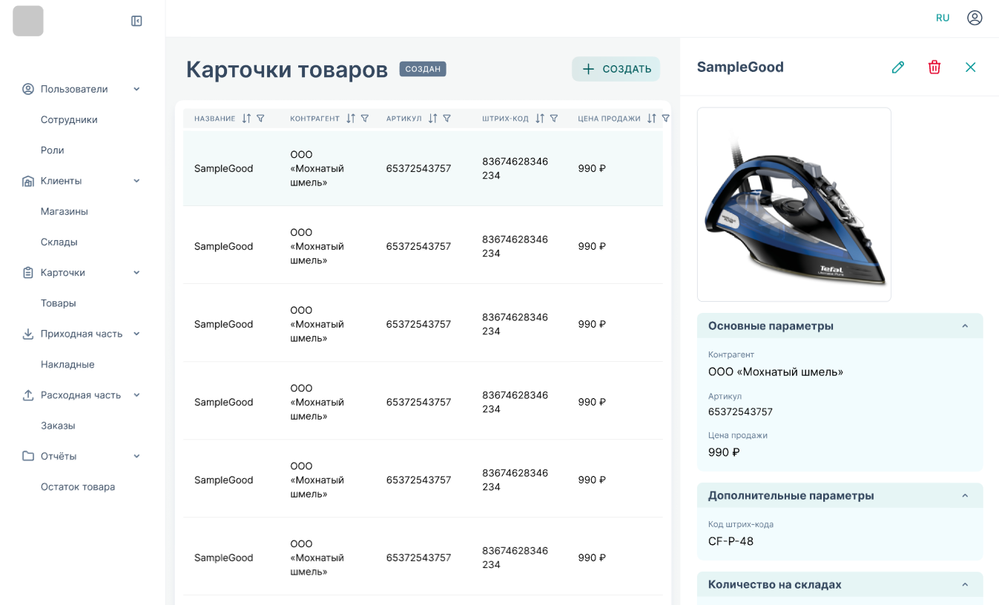 RU
Пользователи
Сотрудники
Роли
Клиенты
Магазины
Склады
Карточки
Товары
Приходная часть
Накладные
Расходная часть
Заказы
Отчёты
Остаток товара
Карточки товаров СОЗДАН
СОЗДАТЬ
НАЗВАНИЕ КОНТРАГЕНТ АРТИКУЛ ШТРИХ-КОД ЦЕНА ПРОДАЖИ
SampleGood
ООО
«Мохнатый
шмель»
65372543757
83674628346
234
990 ₽
SampleGood
ООО
«Мохнатый
шмель»
65372543757
83674628346
234
990 ₽
SampleGood
ООО
«Мохнатый
шмель»
65372543757
83674628346
234
990 ₽
SampleGood
ООО
«Мохнатый
шмель»
65372543757
83674628346
234
990 ₽
SampleGood
ООО
«Мохнатый
шмель»
65372543757
83674628346
234
990 ₽
SampleGood
ООО
«Мохнатый
шмель»
65372543757
83674628346
234
990 ₽
SampleGood
Tefal
Ultimate Pure
Основные параметры
Контрагент
ООО «Мохнатый шмель»
Артикул
65372543757
Цена продажи
990 ₽
Дополнительные параметры
Код штрих-кода
CF-P-48
Количество на складах